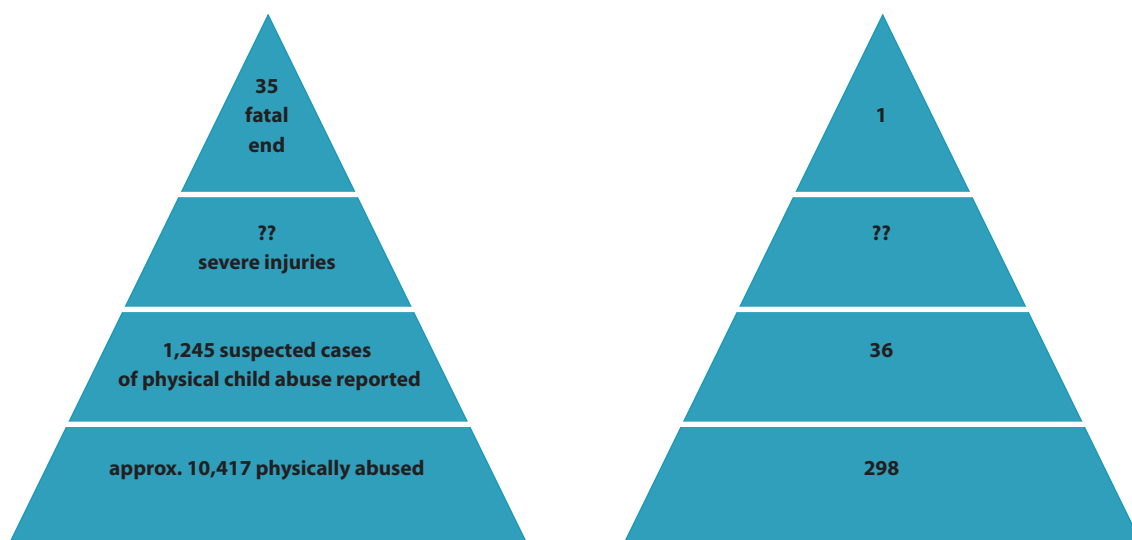 35
fatal
end
??
severe injuries
1,245 suspected cases
of physical child abuse reported
approx. 10,417 physically abused
1
??
36
298